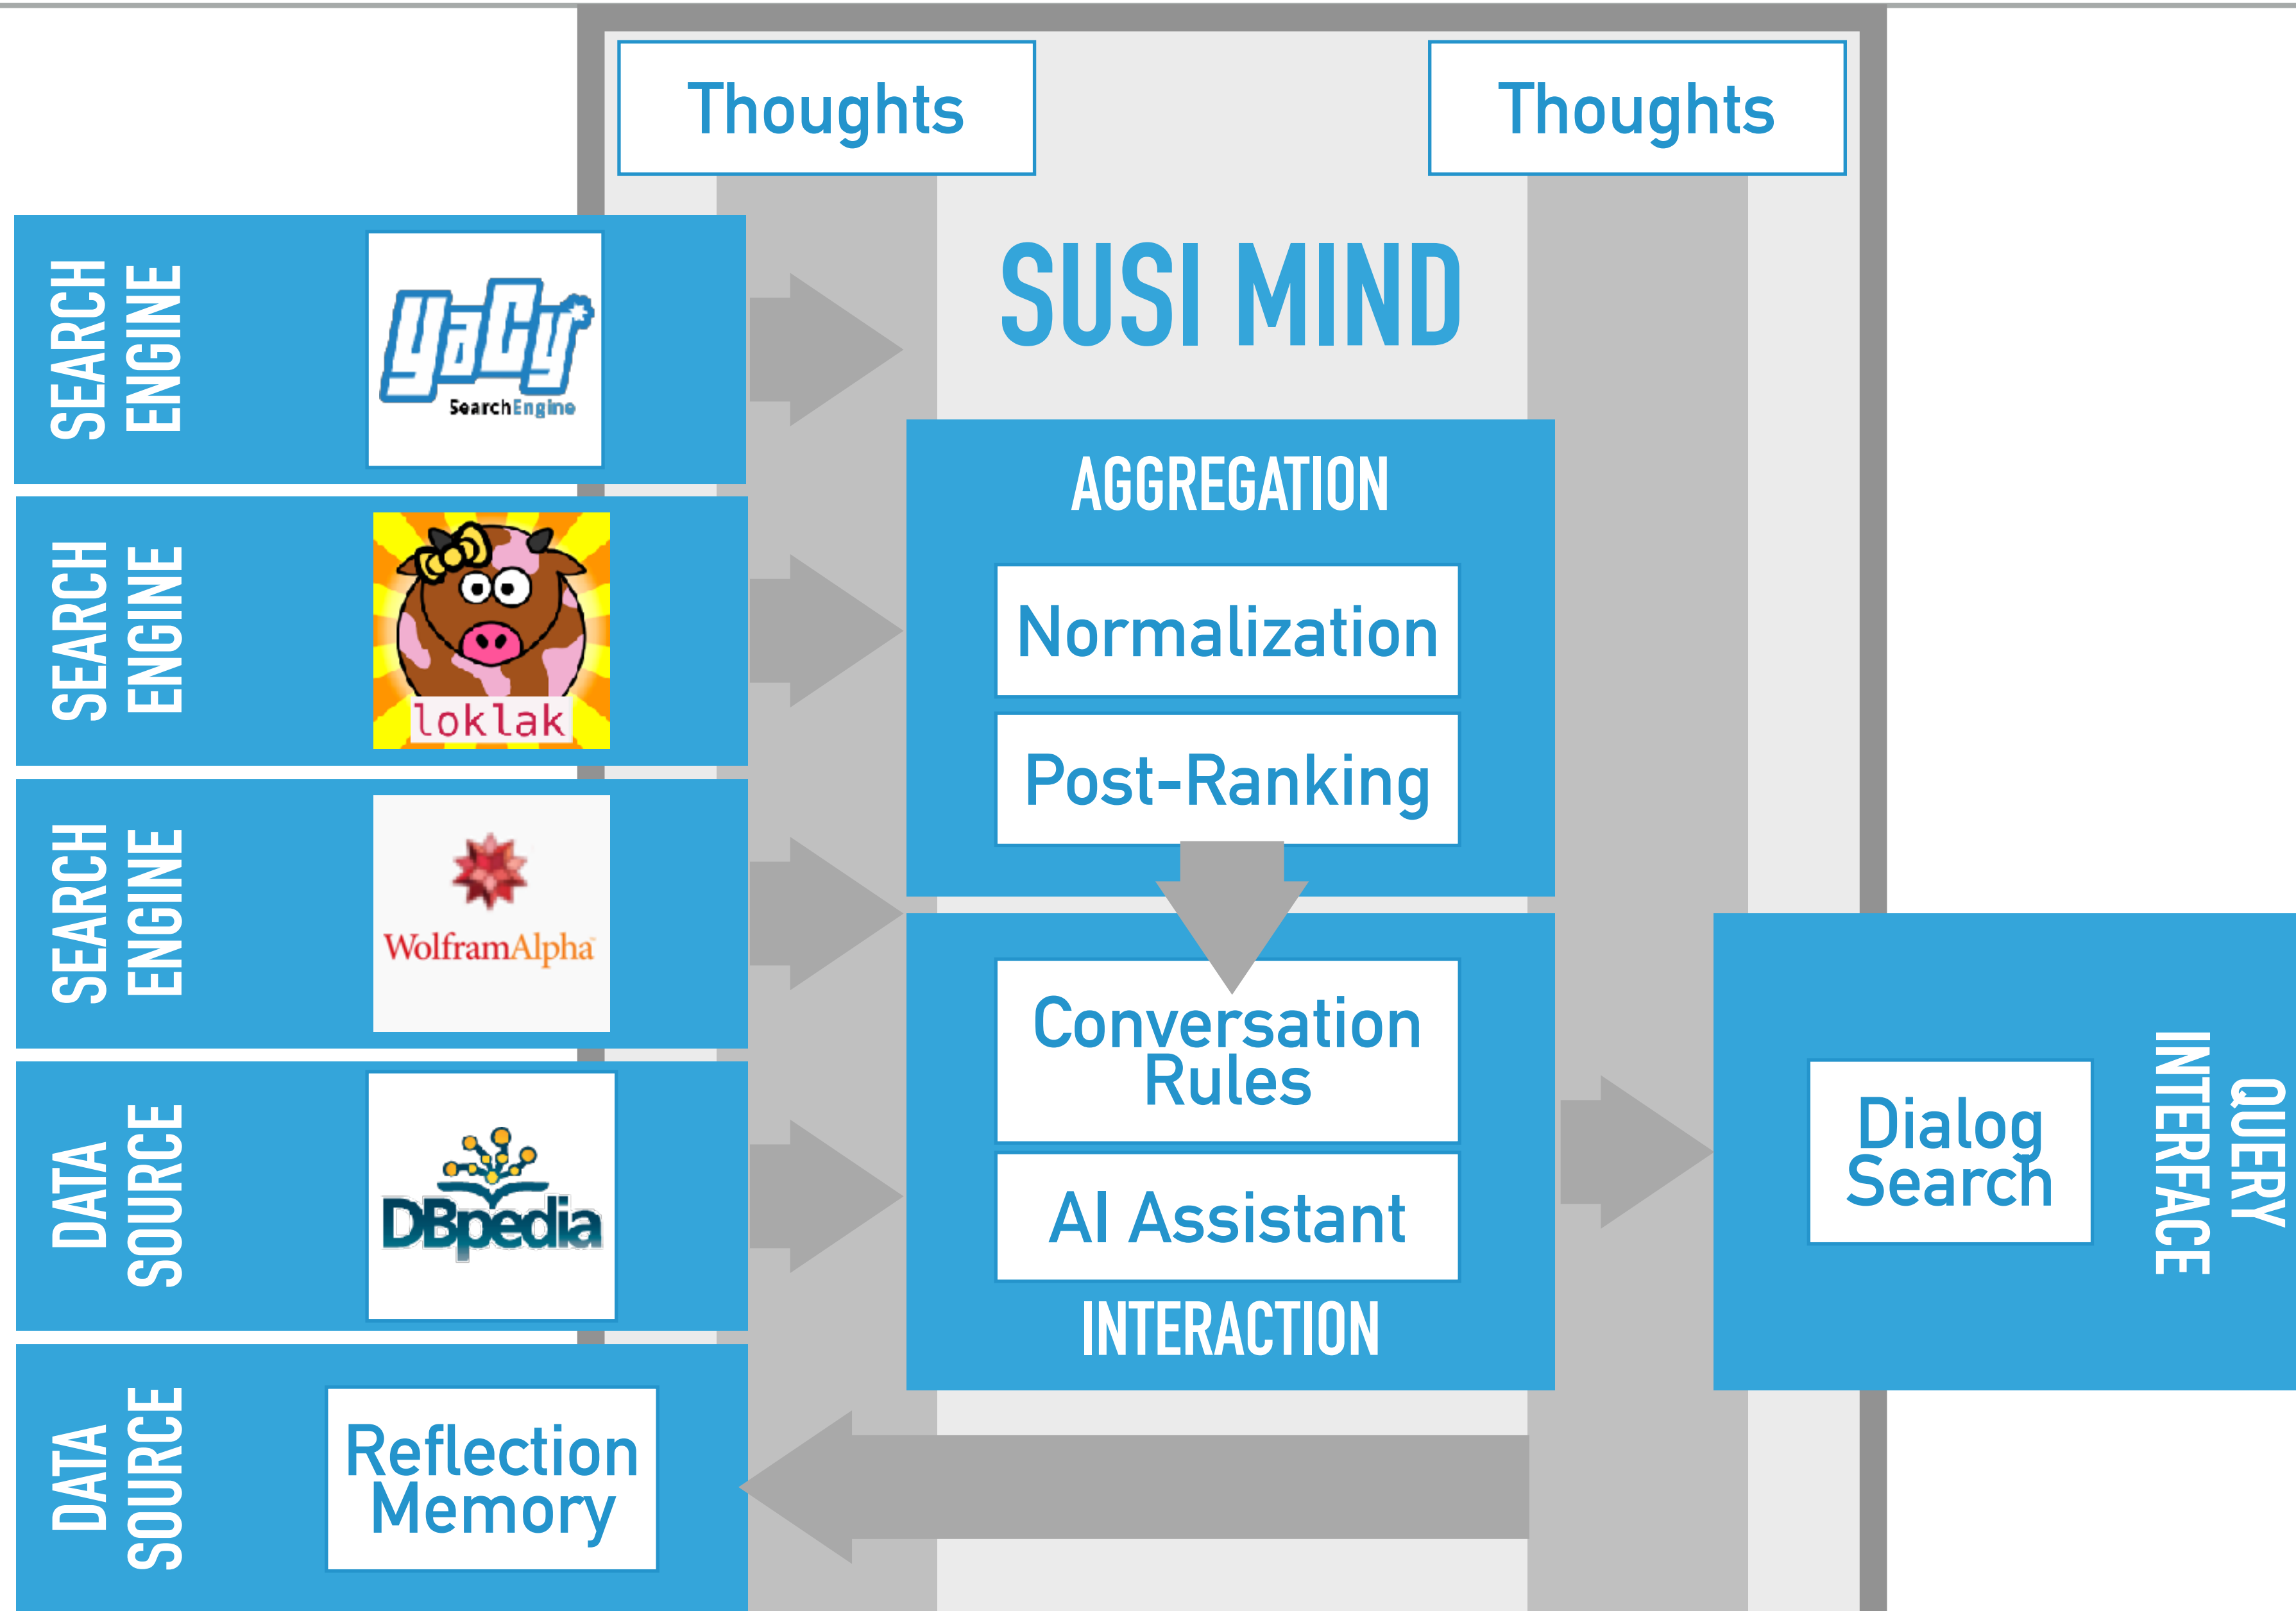 Thoughts
Thoughts
SUSI MIND
SEARCH
ENGINE
yacy
SearchEngine
SEARCH
ENGINE
loklak
SEARCH
ENGINE
WolframAlpha
DATA
SOURCE
DBpedia
DATA
SOURCE
Reflection
Memory
AGGREGATION
Normalization
Post-Ranking
Conversation
Rules
AI Assistant
INTERACTION
Dialog
Search
QUERY
INTERFACE